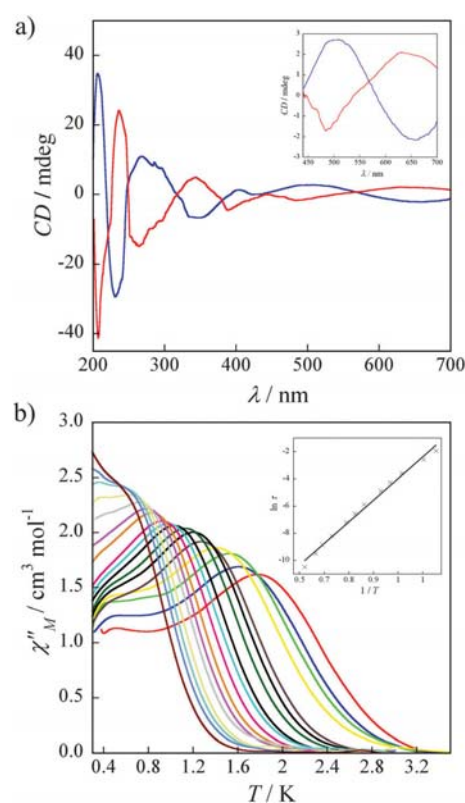 a)
CD / mdeg
40
20
0
-20
-40
200 300 400 500 600 700
λ / nm
CD / mdeg
3
2
1
0
-1
-2
-3
450 500 550 600 650 700
λ / nm
b)
χ″M / cm3 mol-1
3.0
2.5
2.0
1.5
1.0
0.5
0.0
0.4 0.8 1.2 1.6 2 2.4 2.8 3.2
T / K
ln τ
-2
-4
-6
-8
-10
0.5 0.6 0.7 0.8 0.9 1 1.1
1 / T